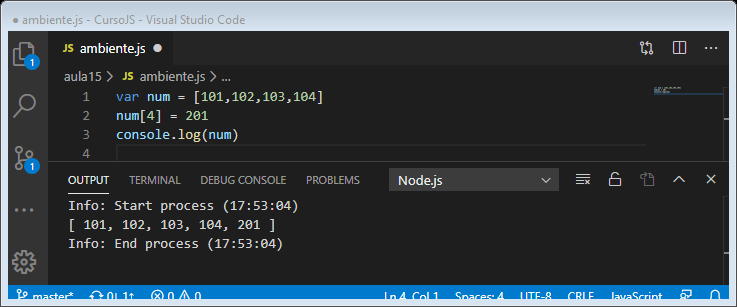 ● ambiente.js - CursoJS - Visual Studio Code
JS ambiente.js ●
aula15 > JS ambiente.js > ...
1 var num = [101,102,103,104]
2 num[4] = 201
3 console.log(num)
4
1
1
OUTPUT TERMINAL DEBUG CONSOLE PROBLEMS Node.js
Info: Start process (17:53:04)
[ 101, 102, 103, 104, 201 ]
Info: End process (17:53:04)
master* 0↓ 1↑ 0 0 Ln 4, Col 1 Spaces: 4 UTF-8 CRLF JavaScript